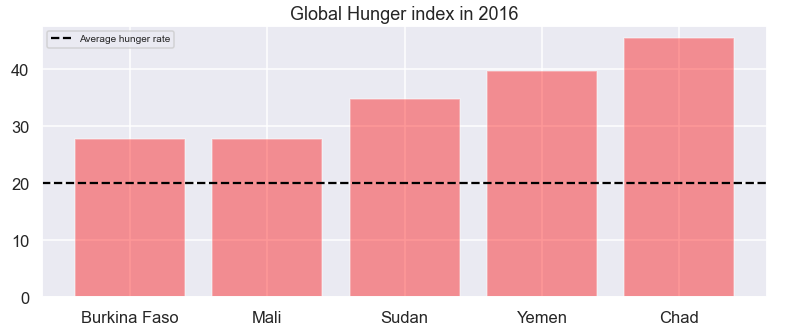 Global Hunger index in 2016
Average hunger rate
40
30
20
10
0
Burkina Faso
Mali
Sudan
Yemen
Chad